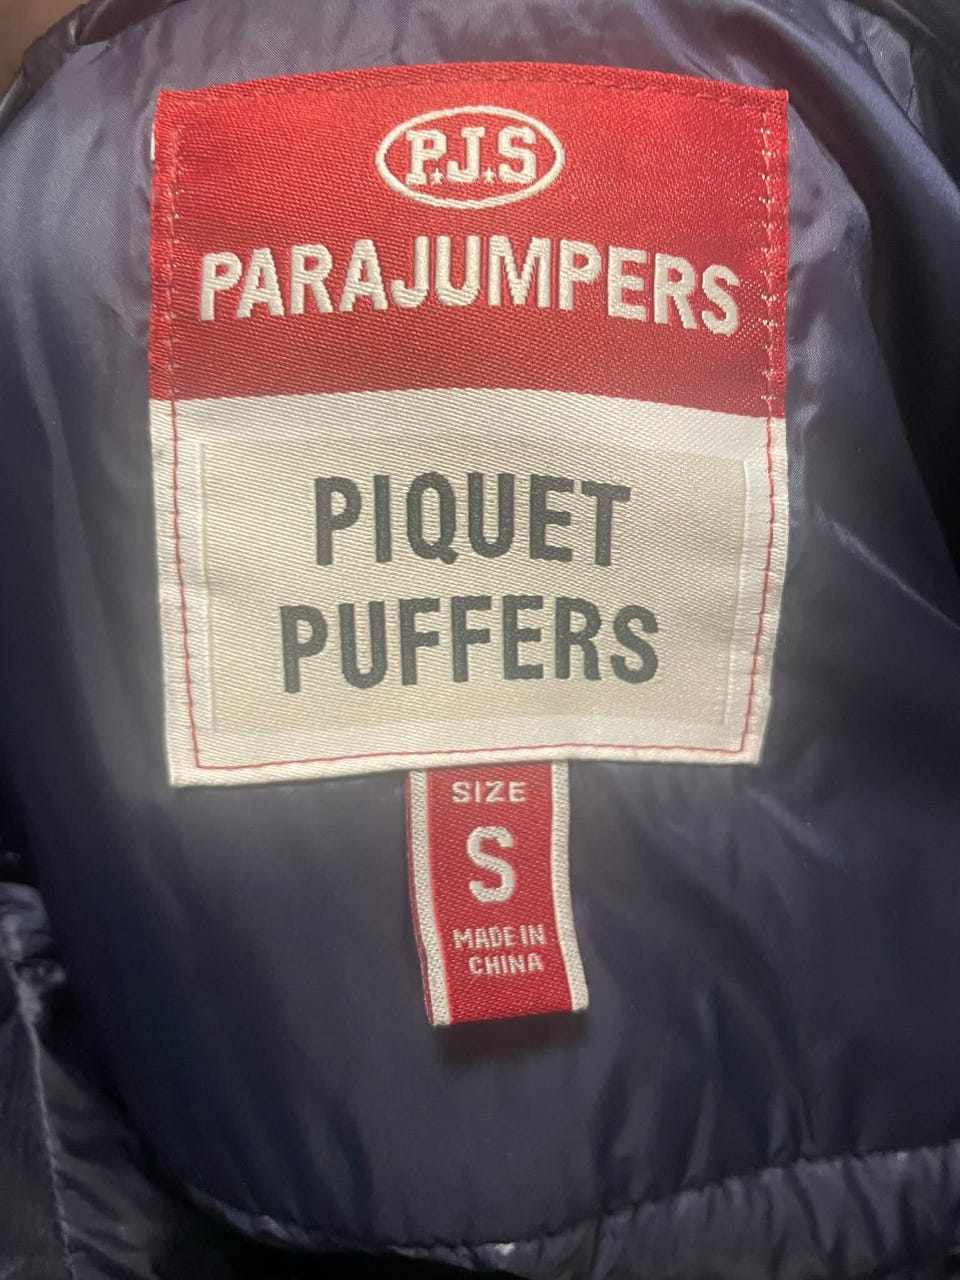 P.J.S
PARAJUMPERS
PIQUET
PUFFERS
SIZE
S
MADE IN
CHINA